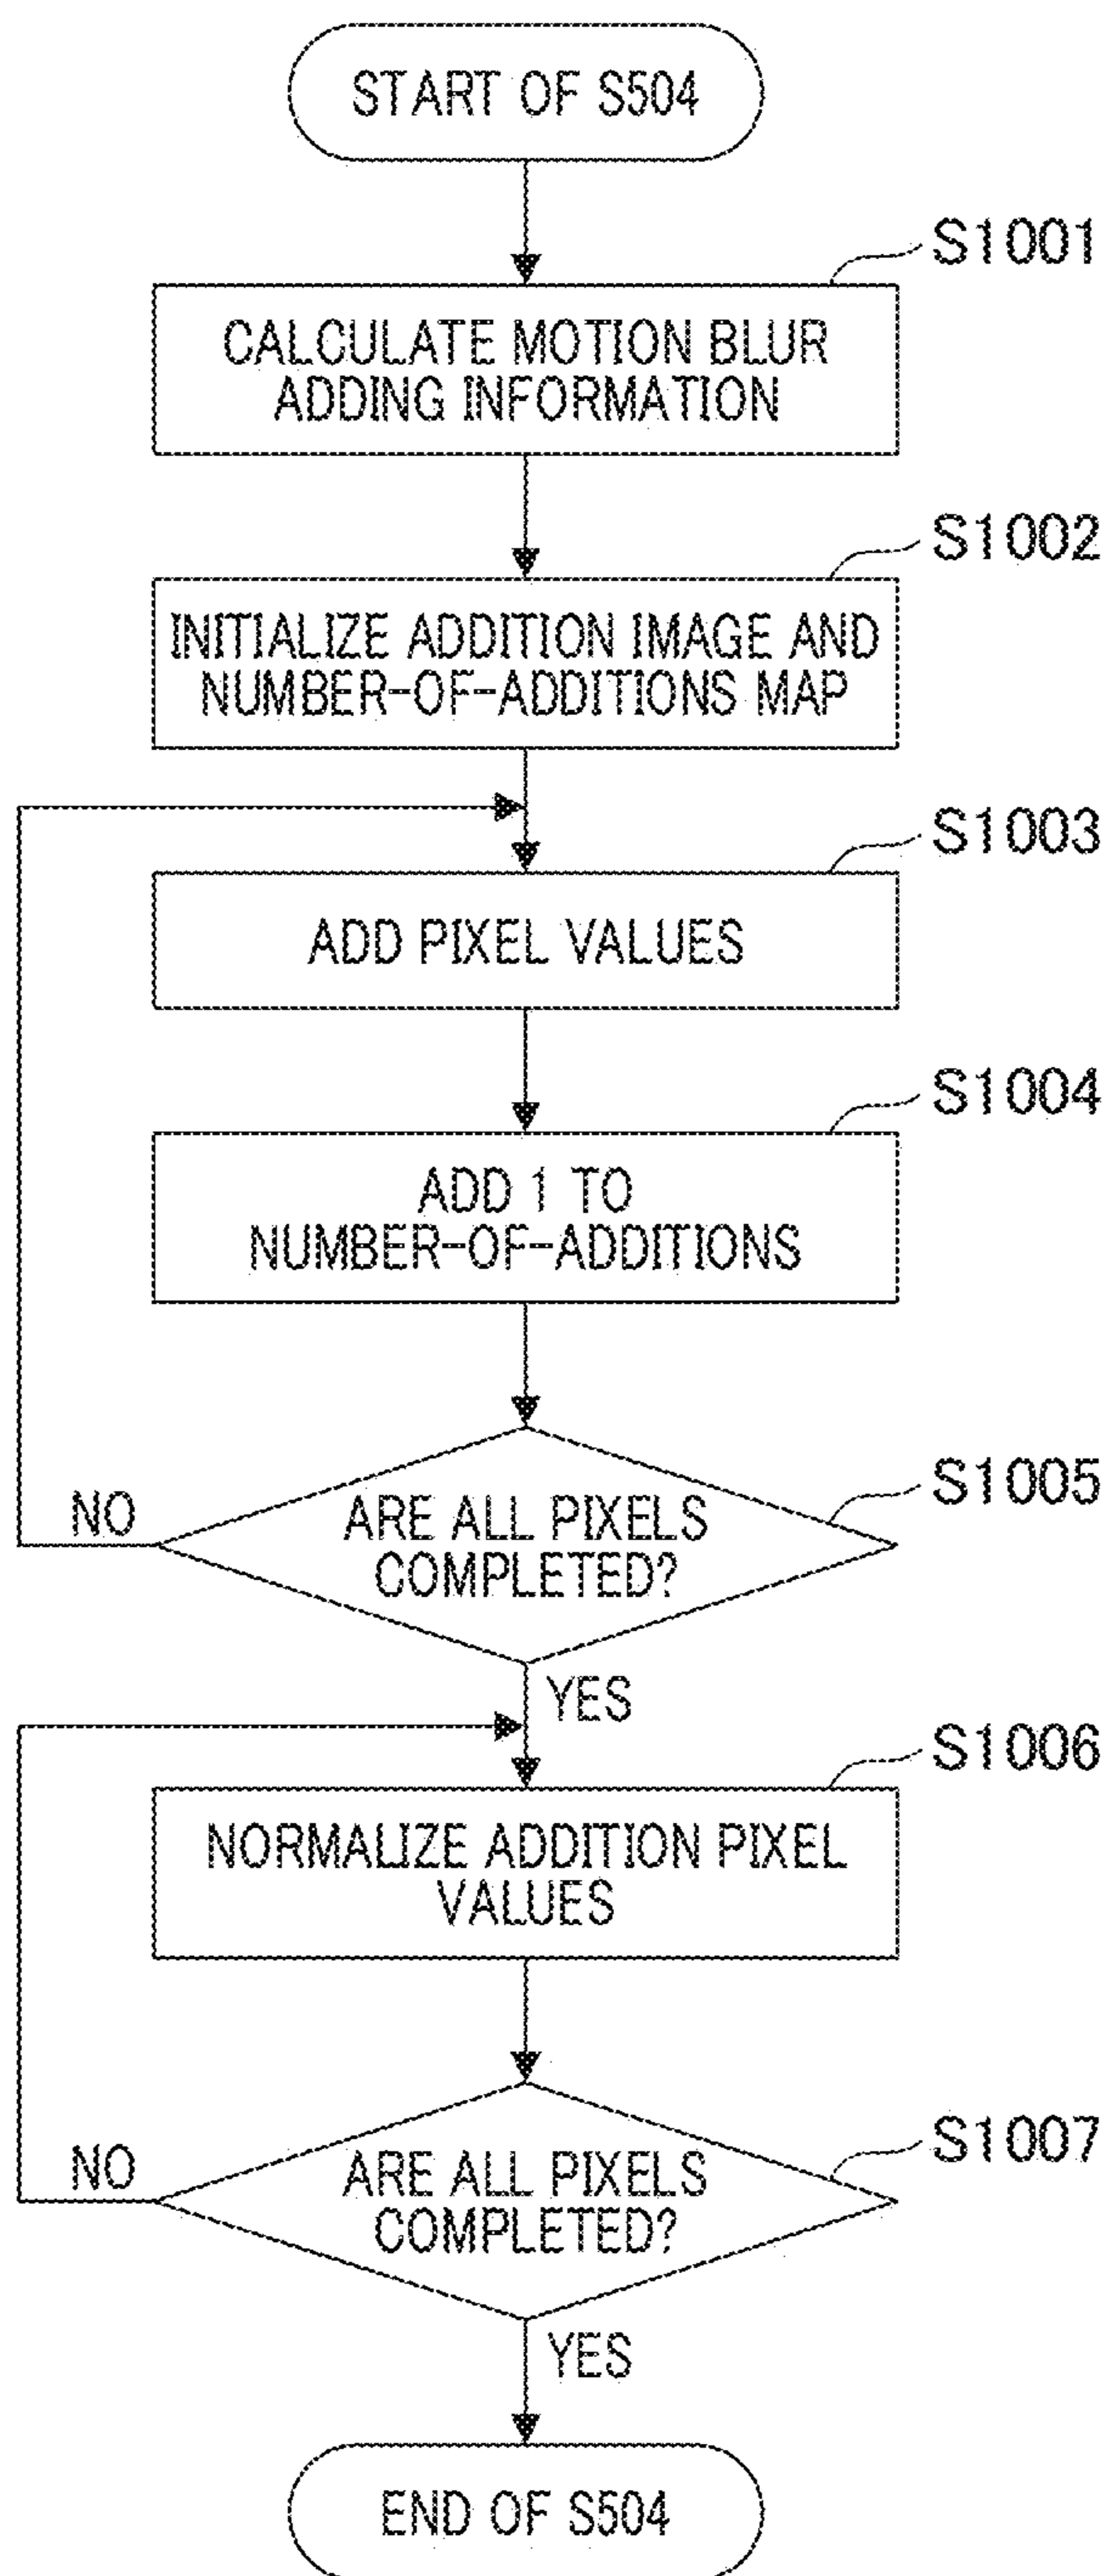 START OF S504
S1001
CALCULATE MOTION BLUR
ADDING INFORMATION
S1002
INITIALIZE ADDITION IMAGE AND
NUMBER-OF-ADDITIONS MAP
S1003
ADD PIXEL VALUES
S1004
ADD 1 TO
NUMBER-OF-ADDITIONS
S1005
NO
ARE ALL PIXELS
COMPLETED?
YES
S1006
NORMALIZE ADDITION PIXEL
VALUES
S1007
NO
ARE ALL PIXELS
COMPLETED?
YES
END OF S504